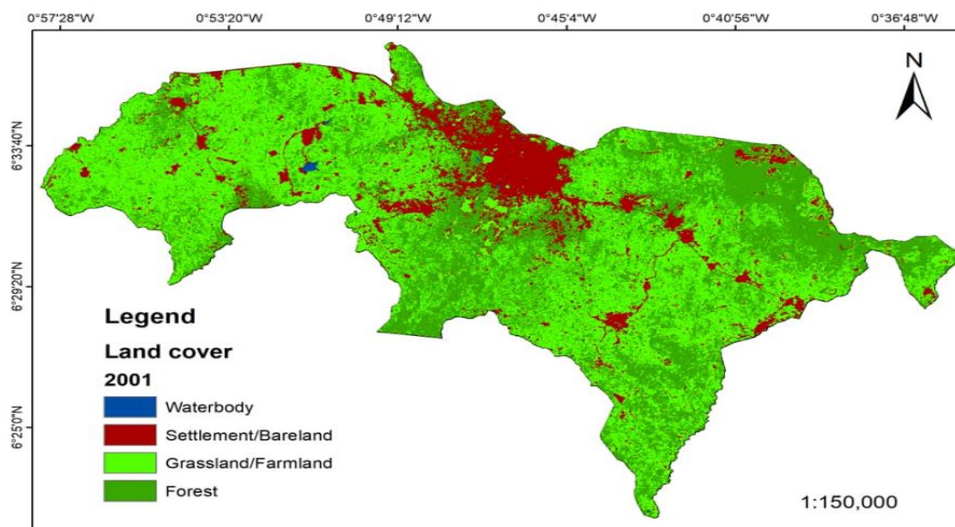 0°57'28"W 0°53'20"W 0°49'12"W 0°45'4"W 0°40'56"W 0°36'48"W
N
6°33'40"N
6°29'20"N
6°25'0"N
Legend
Land cover
2001
Waterbody
Settlement/Bareland
Grassland/Farmland
Forest
1:150,000